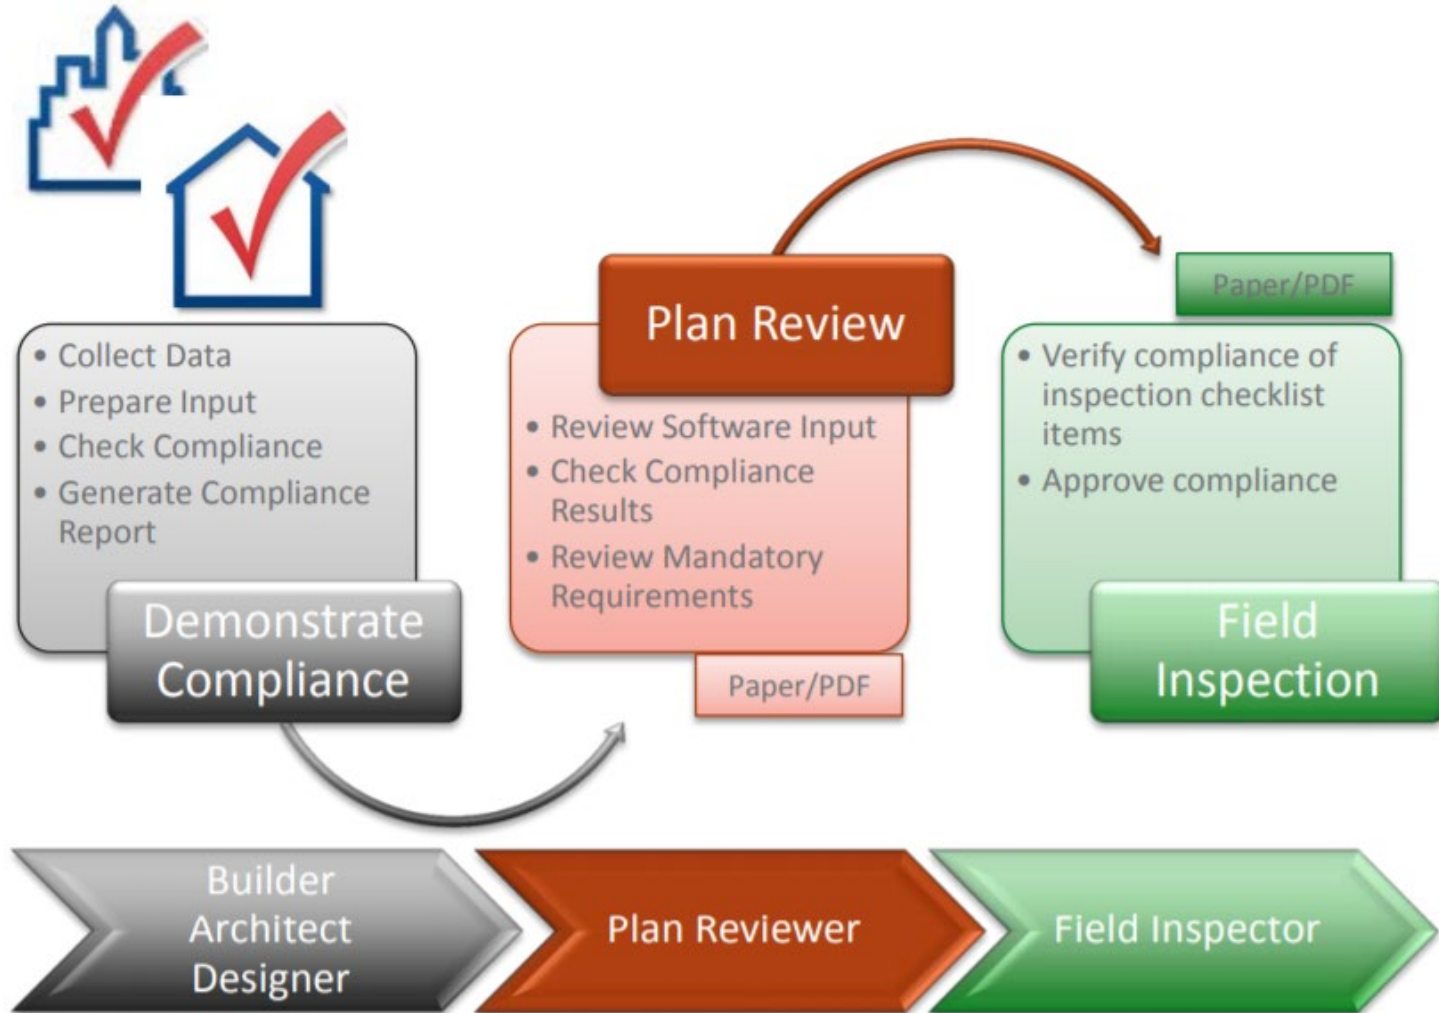 • Collect Data
• Prepare Input
• Check Compliance
• Generate Compliance
Report
Demonstrate
Compliance
Plan Review
• Review Software Input
• Check Compliance
Results
• Review Mandatory
Requirements
Paper/PDF
Paper/PDF
• Verify compliance of
inspection checklist
items
• Approve compliance
Field
Inspection
Builder
Architect
Designer
Plan Reviewer
Field Inspector